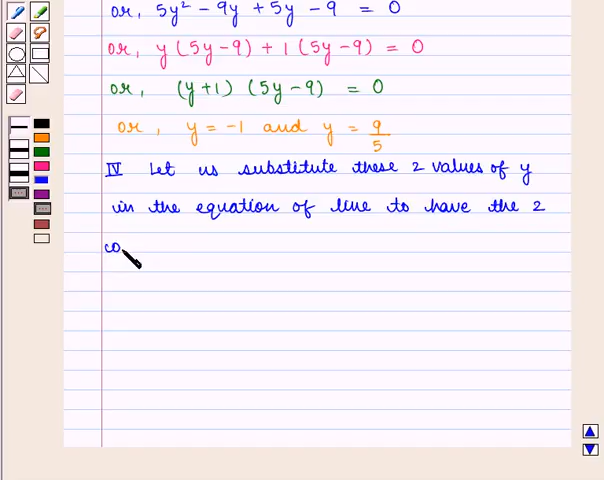 or, 5y² - 9y + 5y - 9 = 0
or, y (5y-9) + 1 (5y-9) = 0
or, (y+1) (5y-9) = 0
or, y = -1 and y = 9/5
IV Let us substitute these 2 values of y
in the equation of line to have the 2
co